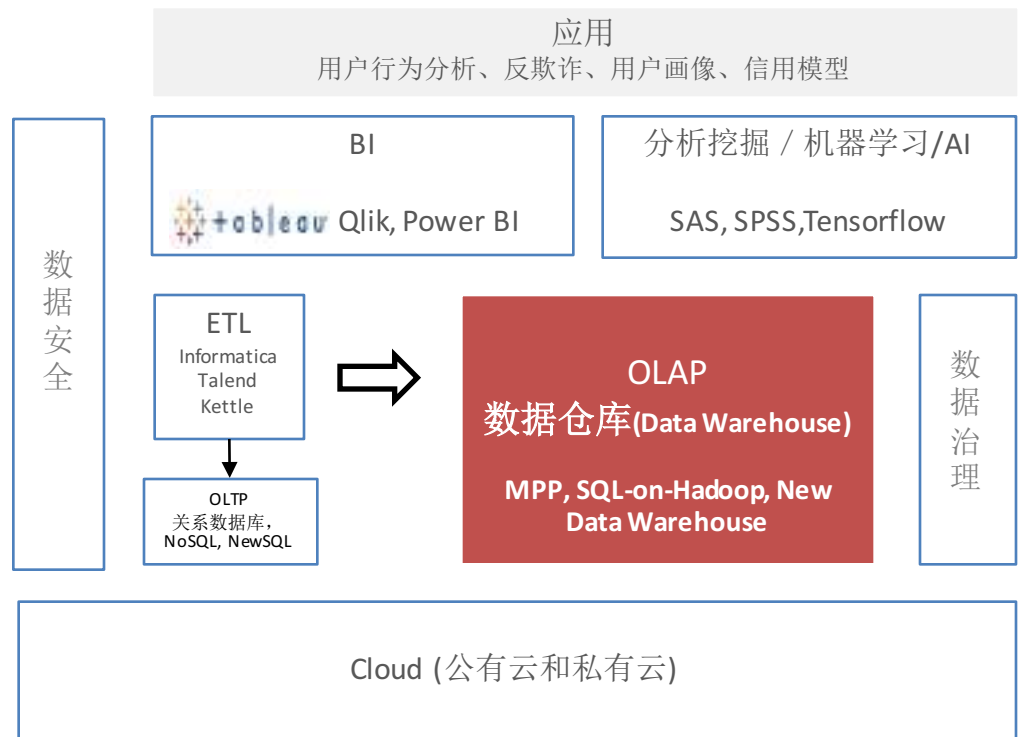 应用
用户行为分析、反欺诈、用户画像、信用模型
数据安全
BI
+ableau Qlik, Power BI
分析挖掘 / 机器学习/AI
SAS, SPSS,Tensorflow
ETL
Informatica
Talend
Kettle
OLTP
关系数据库，
NoSQL, NewSQL
OLAP
数据仓库(Data Warehouse)
MPP, SQL-on-Hadoop, New
Data Warehouse
数据治理
Cloud (公有云和私有云)